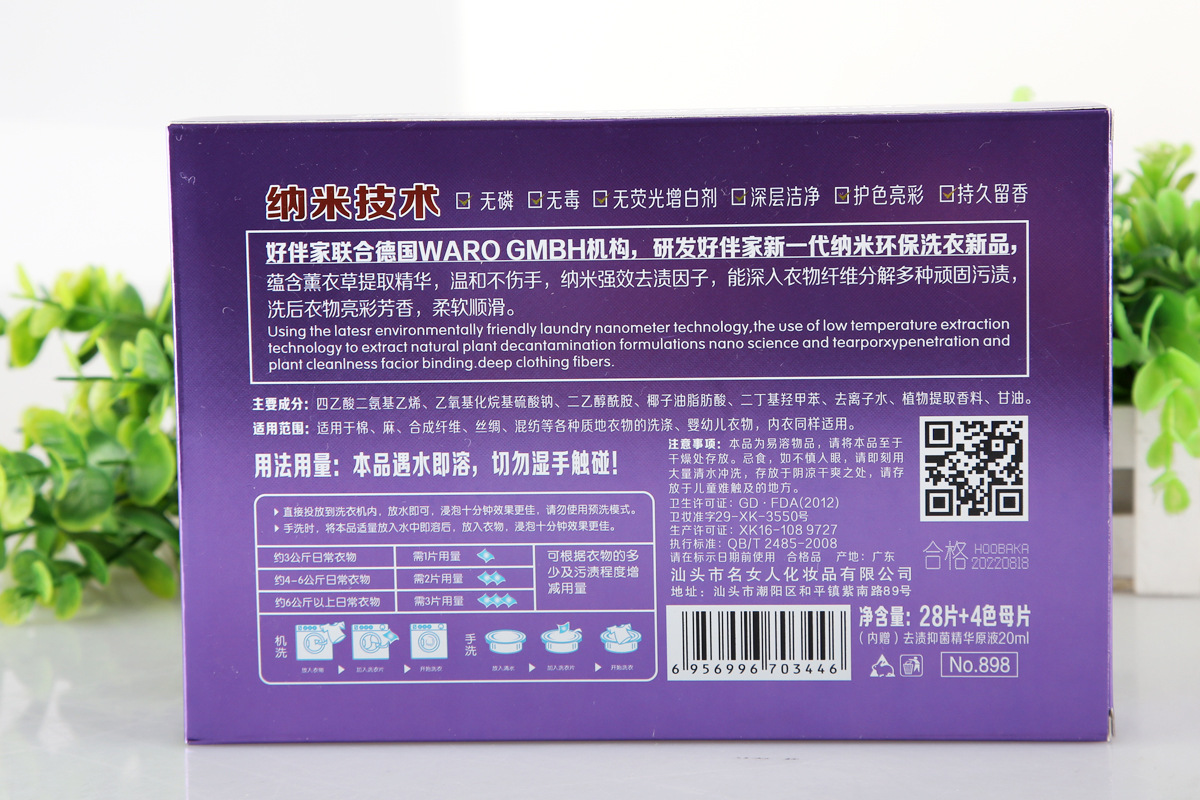 纳米技术 无磷 无毒 无荧光增白剂 深层洁净 护色亮彩 持久留香
好伴家联合德国WARO GMBH机构，研发好伴家新一代纳米环保洗衣新品，
蕴含薰衣草提取精华，温和不伤手，纳米强效去渍因子，能深入衣物纤维分解多种顽固污渍，
洗后衣物亮彩芳香，柔软顺滑。
Using the latesr environmentally friendly laundry nanometer technology,the use of low temperature extraction
technology to extract natural plant decantamination formulations nano science and tearporxypenetration and
plant cleanlness facior binding.deep clothing fibers.
主要成分：四乙酸二氨基乙烯、乙氧基化烷基硫酸钠、二乙醇酰胺、椰子油脂肪酸、二丁基羟甲苯、去离子水、植物提取香料、甘油。
适用范围：适用于棉、麻、合成纤维、丝绸、混纺等各种质地衣物的洗涤、婴幼儿衣物，内衣同样适用。
用法用量：本品遇水即溶，切勿湿手触碰！
直接投放到洗衣机内，放水即可，浸泡十分钟效果更佳，请勿使用预洗模式。
手洗时，将本品适量放入水中即溶后，放入衣物，浸泡十分钟效果更佳。
约3公斤日常衣物 需1片用量
约4-6公斤日常衣物 需2片用量
约6公斤以上日常衣物 需3片用量
可根据衣物的多
少及污渍程度增
减用量
机洗
放入衣物 加入洗衣片 开始洗衣
手洗
放入清水 加入洗衣片 开始洗衣
注意事项：本品为易溶物品，请将本品至于
干燥处存放。忌食，如不慎入眼，请即刻用
大量清水冲洗，存放于阴凉干爽之处，请存
放于儿童难触及的地方。
卫生许可证：GD·FDA(2012)
卫妆准字29-XK-3550号
生产许可证：XK16-108 9727
执行标准：QB/T 2485-2008
请在标示日期前使用 合格品 产地：广东
汕头市名女人化妆品有限公司
地址：汕头市潮阳区和平镇紫南路89号
合格 HOOBAKA
20220818
6 956996 703446
净含量：28片+4色母片
（内赠）去渍抑菌精华原液20ml
No.898